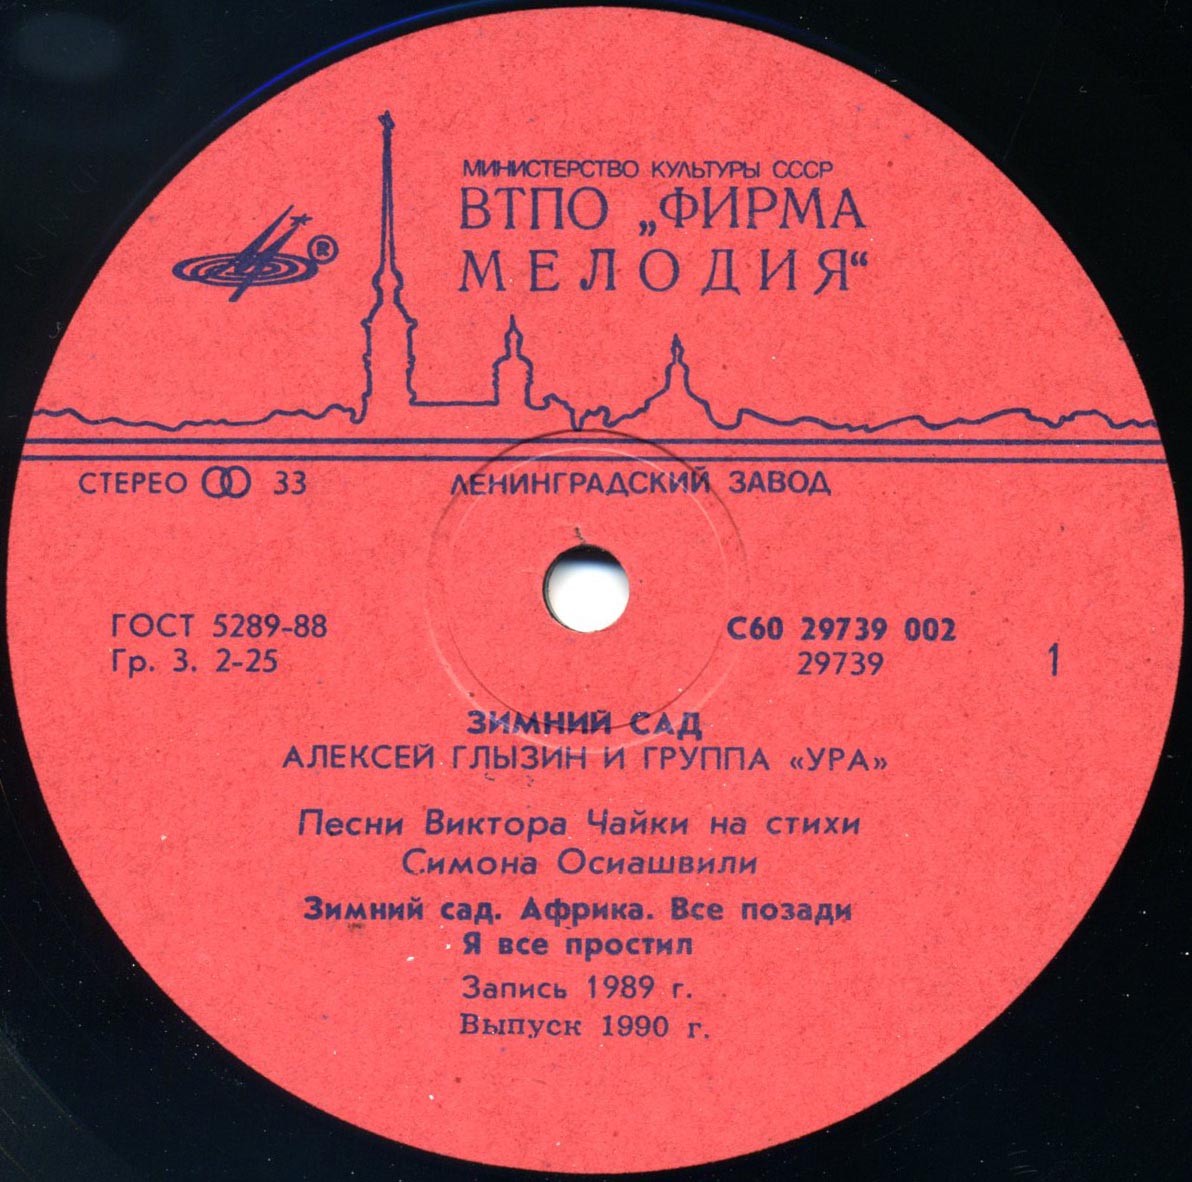 МИНИСТЕРСТВО КУЛЬТУРЫ СССР
ВТПО „ФИРМА
МЕЛОДИЯ“
®
СТЕРЕО 33
ЛЕНИНГРАДСКИЙ ЗАВОД
ГОСТ 5289-88
Гр. 3. 2-25
С60 29739 002
29739
1
ЗИМНИЙ САД
АЛЕКСЕЙ ГЛЫЗИН И ГРУППА «УРА»
Песни Виктора Чайки на стихи
Симона Осиашвили
Зимний сад. Африка. Все позади
Я все простил
Запись 1989 г.
Выпуск 1990 г.